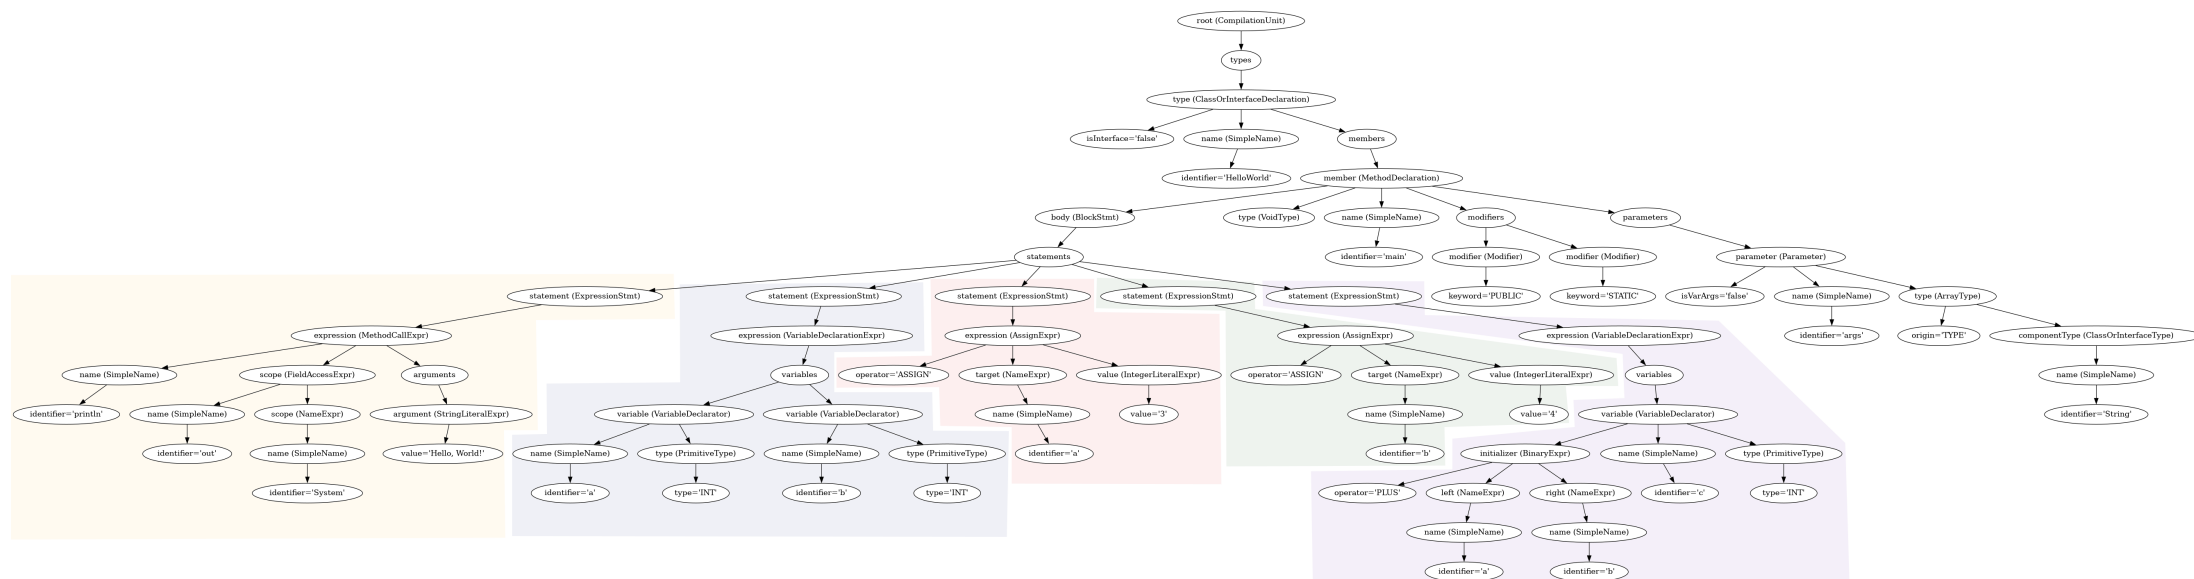 root (CompilationUnit)
types
type (ClassOrInterfaceDeclaration)
isInterface='false'
name (SimpleName)
members
identifier='HelloWorld'
member (MethodDeclaration)
body (BlockStmt)
type (VoidType)
name (SimpleName)
modifiers
parameters
statements
identifier='main'
modifier (Modifier)
modifier (Modifier)
parameter (Parameter)
statement (ExpressionStmt)
statement (ExpressionStmt)
statement (ExpressionStmt)
statement (ExpressionStmt)
statement (ExpressionStmt)
keyword='PUBLIC'
keyword='STATIC'
isVarArgs='false'
name (SimpleName)
type (ArrayType)
expression (MethodCallExpr)
expression (VariableDeclarationExpr)
expression (AssignExpr)
expression (AssignExpr)
expression (VariableDeclarationExpr)
identifier='args'
origin='TYPE'
componentType (ClassOrInterfaceType)
name (SimpleName)
scope (FieldAccessExpr)
arguments
variables
operator='ASSIGN'
target (NameExpr)
value (IntegerLiteralExpr)
operator='ASSIGN'
target (NameExpr)
value (IntegerLiteralExpr)
variables
name (SimpleName)
identifier='println'
name (SimpleName)
scope (NameExpr)
argument (StringLiteralExpr)
variable (VariableDeclarator)
variable (VariableDeclarator)
name (SimpleName)
value='3'
name (SimpleName)
value='4'
variable (VariableDeclarator)
identifier='String'
identifier='out'
name (SimpleName)
value='Hello, World!'
name (SimpleName)
type (PrimitiveType)
name (SimpleName)
type (PrimitiveType)
identifier='a'
identifier='b'
initializer (BinaryExpr)
name (SimpleName)
type (PrimitiveType)
identifier='System'
identifier='a'
type='INT'
identifier='b'
type='INT'
operator='PLUS'
left (NameExpr)
right (NameExpr)
identifier='c'
type='INT'
name (SimpleName)
name (SimpleName)
identifier='a'
identifier='b'